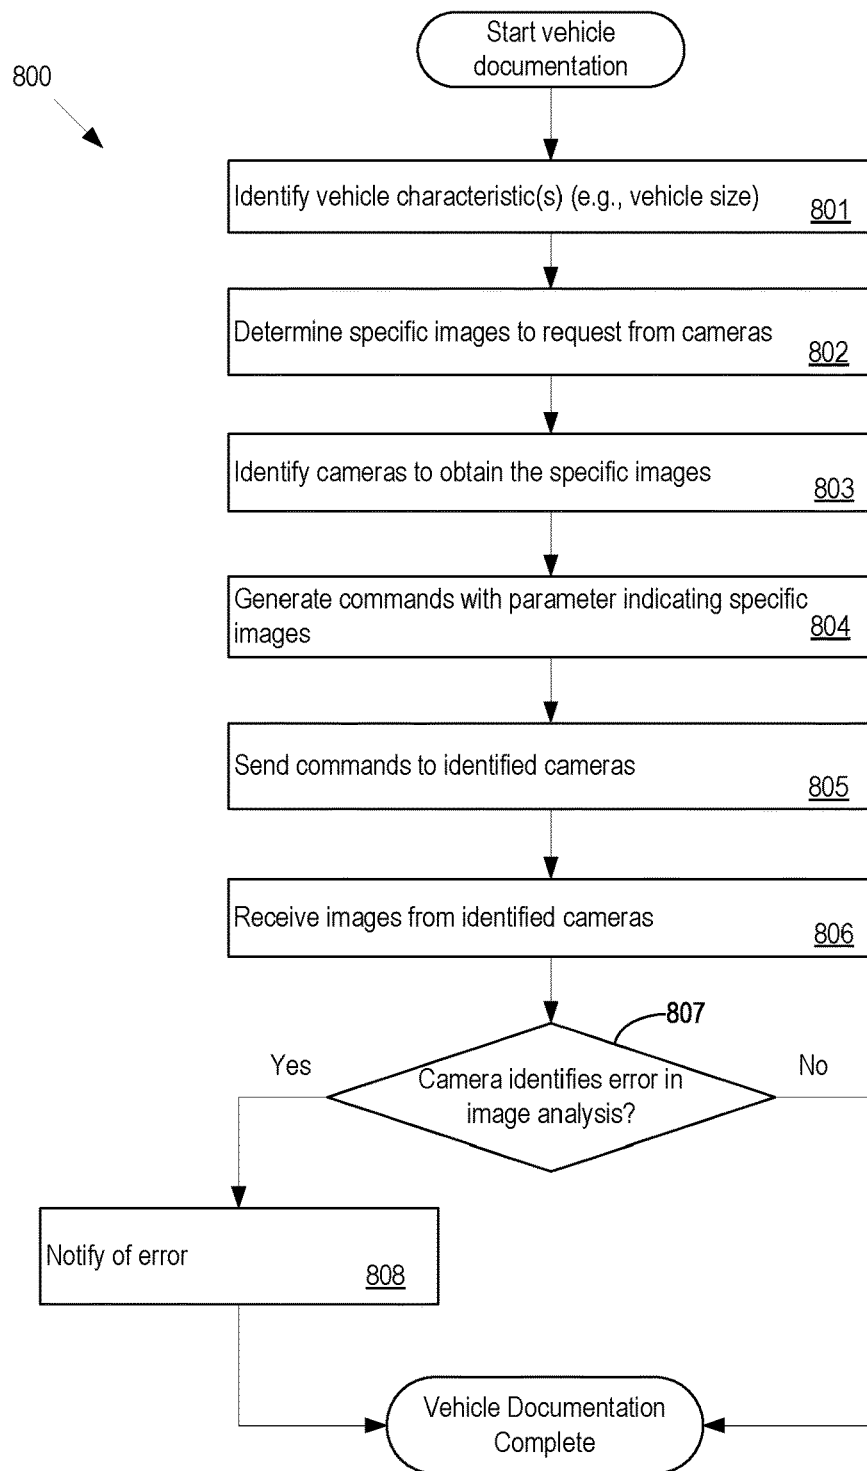 Start vehicle
documentation
800
Identify vehicle characteristic(s) (e.g., vehicle size)
801
Determine specific images to request from cameras
802
Identify cameras to obtain the specific images
803
Generate commands with parameter indicating specific
images
804
Send commands to identified cameras
805
Receive images from identified cameras
806
807
Yes
No
Camera identifies error in
image analysis?
Notify of error
808
Vehicle Documentation
Complete